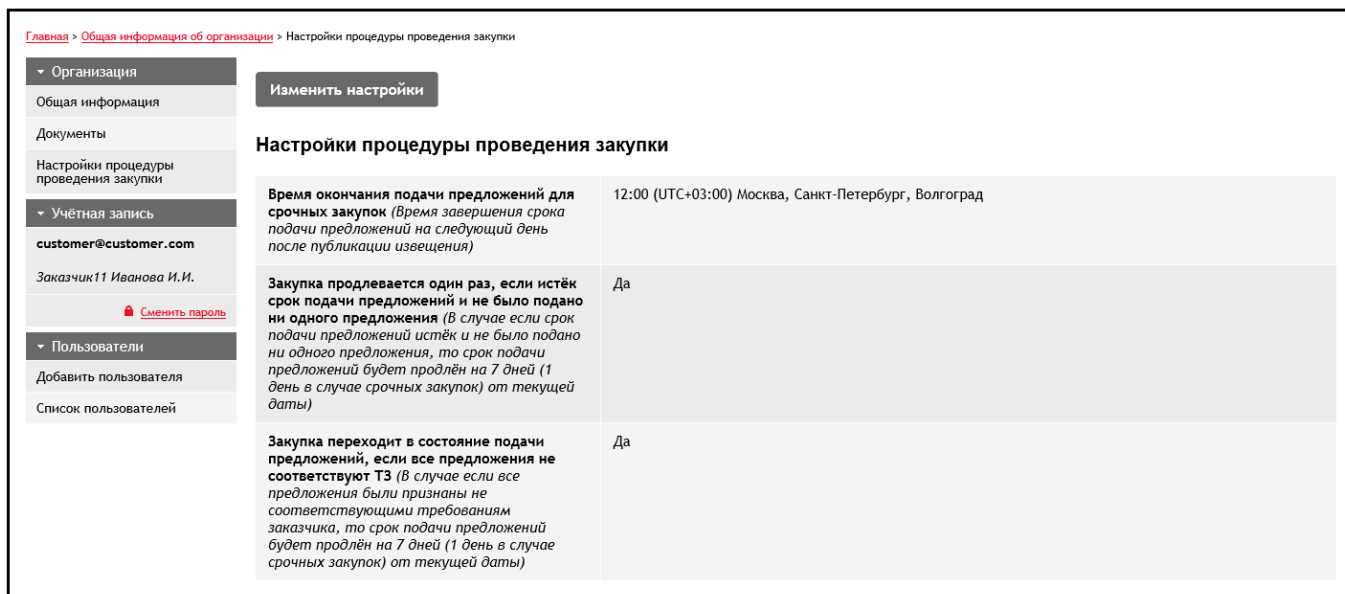 Главная > Общая информация об организации > Настройки процедуры проведения закупки
Организация
Общая информация
Документы
Настройки процедуры
проведения закупки
Учётная запись
customer@customer.com
Заказчик11 Иванова И.И.
Сменить пароль
Пользователи
Добавить пользователя
Список пользователей
Изменить настройки
Настройки процедуры проведения закупки
Время окончания подачи предложений для
срочных закупок (Время завершения срока
подачи предложений на следующий день
после публикации извещения)
12:00 (UTC+03:00) Москва, Санкт-Петербург, Волгоград
Закупка продлевается один раз, если истёк
срок подачи предложений и не было подано
ни одного предложения (В случае если срок
подачи предложений истёк и не было подано
ни одного предложения, то срок подачи
предложений будет продлён на 7 дней (1
день в случае срочных закупок) от текущей
даты)
Да
Закупка переходит в состояние подачи
предложений, если все предложения не
соответствуют ТЗ (В случае если все
предложения были признаны не
соответствующими требованиям
заказчика, то срок подачи предложений
будет продлён на 7 дней (1 день в случае
срочных закупок) от текущей даты)
Да